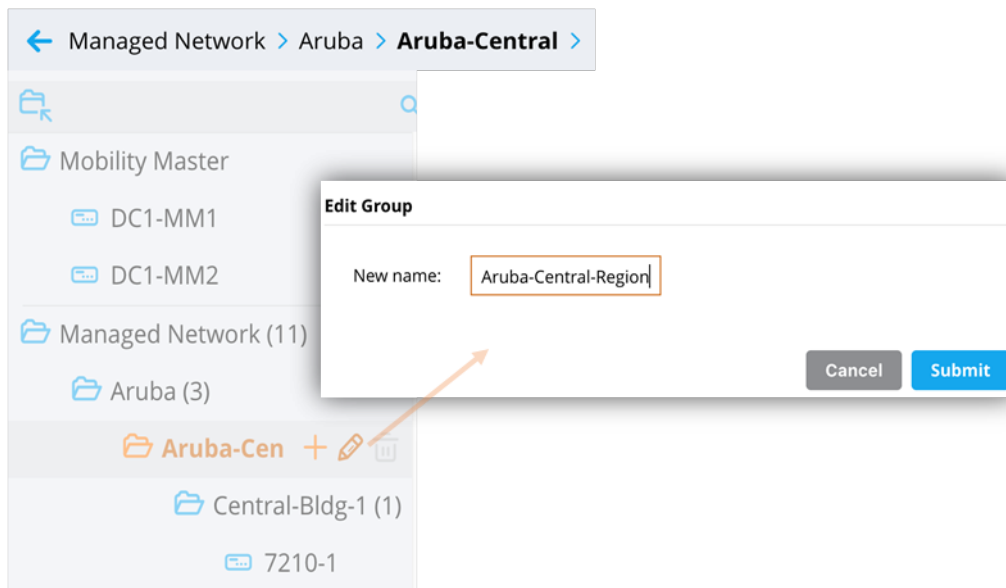 Managed Network > Aruba > Aruba-Central >
Mobility Master
DC1-MM1
DC1-MM2
Managed Network (11)
Aruba (3)
Aruba-Cen
Central-Bldg-1 (1)
7210-1
Edit Group
New name: Aruba-Central-Region
Cancel Submit